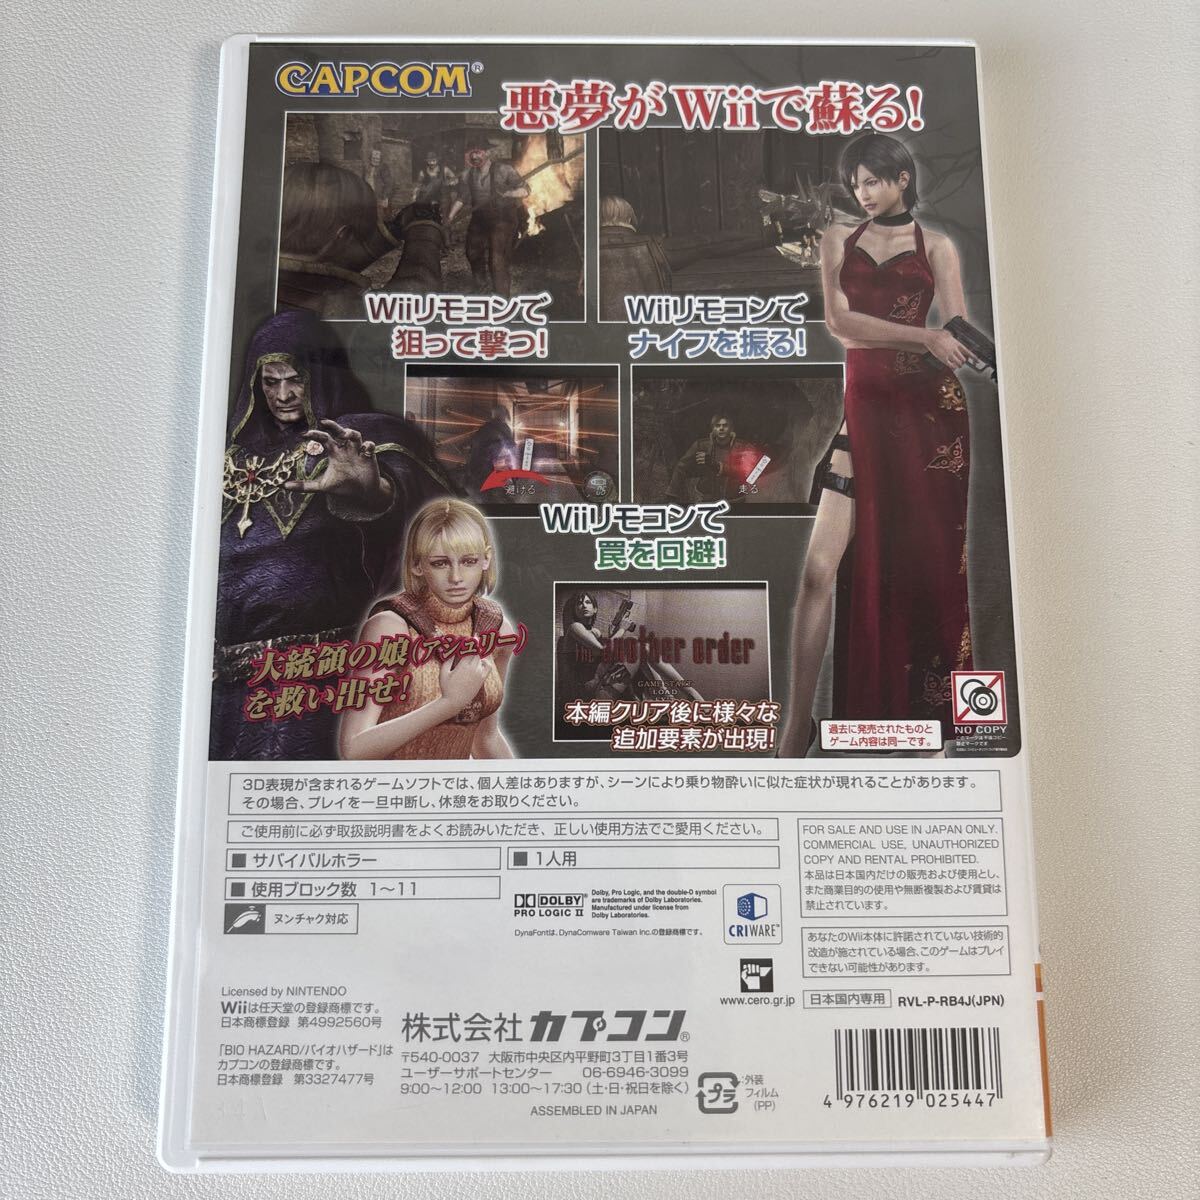 CAPCOM®
悪夢がWiiで蘇る!
Wiiリモコンで
狙って撃つ!
Wiiリモコンで
ナイフを振る!
避ける
走る
Wiiリモコンで
罠を回避!
大統領の娘(アシュリー)
を救い出せ!
THE another order
GAME START
LOAD
本編クリア後に様々な
追加要素が出現!
過去に発売されたものと
ゲーム内容は同一です。
NO COPY
3D表現が含まれるゲームソフトでは、個人差はありますが、シーンにより乗り物酔いに似た症状が現れることがあります。
その場合、プレイを一旦中断し、休憩をお取りください。
ご使用前に必ず取扱説明書をよくお読みいただき、正しい使用方法でご愛用ください。
■ サバイバルホラー
■ 1人用
■ 使用ブロック数 1〜11
ヌンチャク対応
DOLBY®
PRO LOGIC II
Dolby, Pro Logic, and the double-D symbol
are trademarks of Dolby Laboratories.
Manufactured under license from
Dolby Laboratories.
DynaFontは、DynaComware Taiwan Inc.の登録商標です。
CRIWARE™
FOR SALE AND USE IN JAPAN ONLY.
COMMERCIAL USE, UNAUTHORIZED
COPY AND RENTAL PROHIBITED.
本品は日本国内だけの販売および使用とし、
また商業目的の使用や無断複製および賃貸は
禁止されています。
あなたのWii本体に許諾されていない技術的
改造が施されている場合、このゲームはプレイ
できない可能性があります。
www.cero.gr.jp
日本国内専用
RVL-P-RB4J(JPN)
Licensed by NINTENDO
Wiiは任天堂の登録商標です。
日本商標登録 第4992560号
「BIO HAZARD/バイオハザード」は
カプコンの登録商標です。
日本商標登録 第3327477号
株式会社 カプコン®
〒540-0037 大阪市中央区内平野町3丁目1番3号
ユーザーサポートセンター 06-6946-3099
9:00〜12:00 13:00〜17:30 (土・日・祝日を除く)
ASSEMBLED IN JAPAN
プラ
:外装
フィルム
(PP)
4 976219 025447